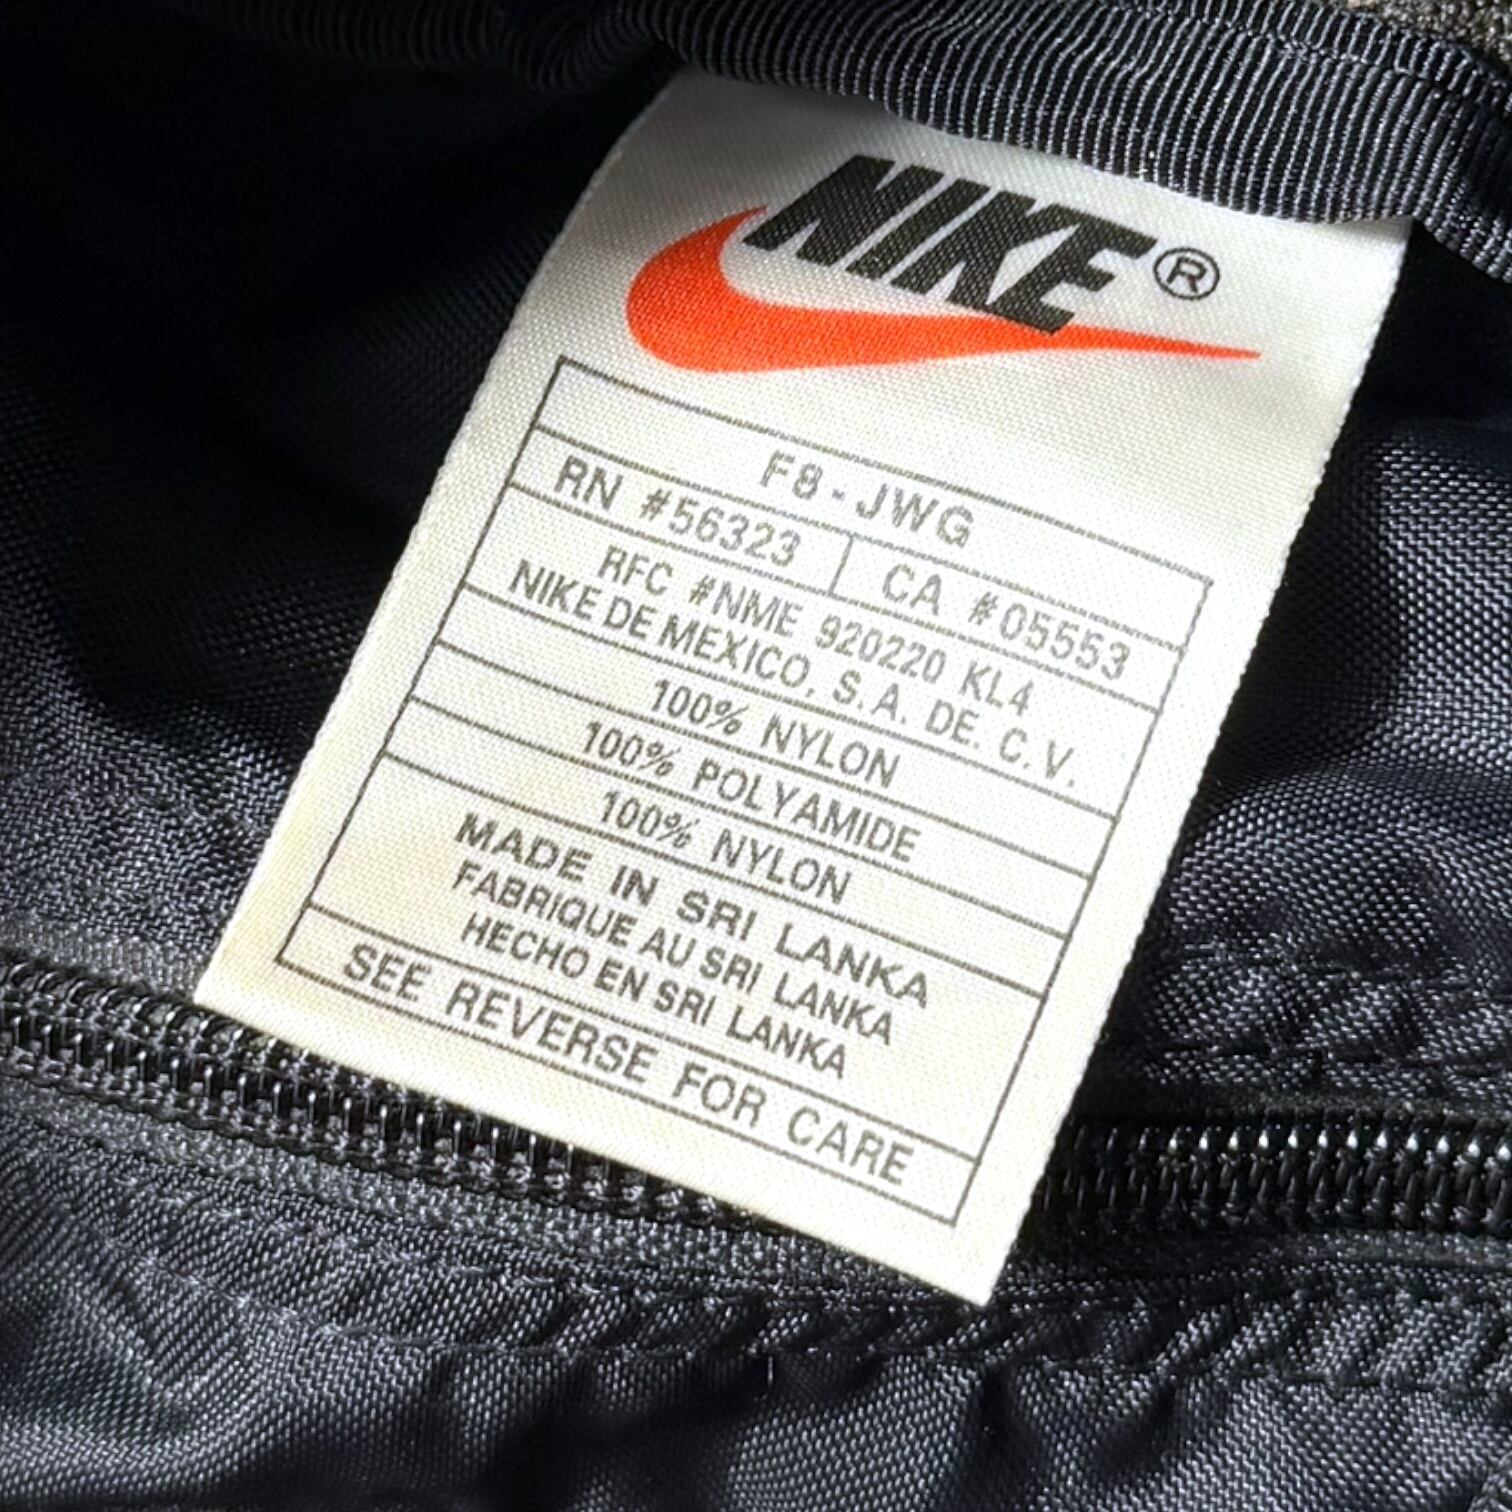 NIKE®
F8-JWG
RN #56323 CA #05553
RFC #NME 920220 KL4
NIKE DE MEXICO, S.A. DE. C.V.
100% NYLON
100% POLYAMIDE
100% NYLON
MADE IN SRI LANKA
FABRIQUE AU SRI LANKA
HECHO EN SRI LANKA
SEE REVERSE FOR CARE